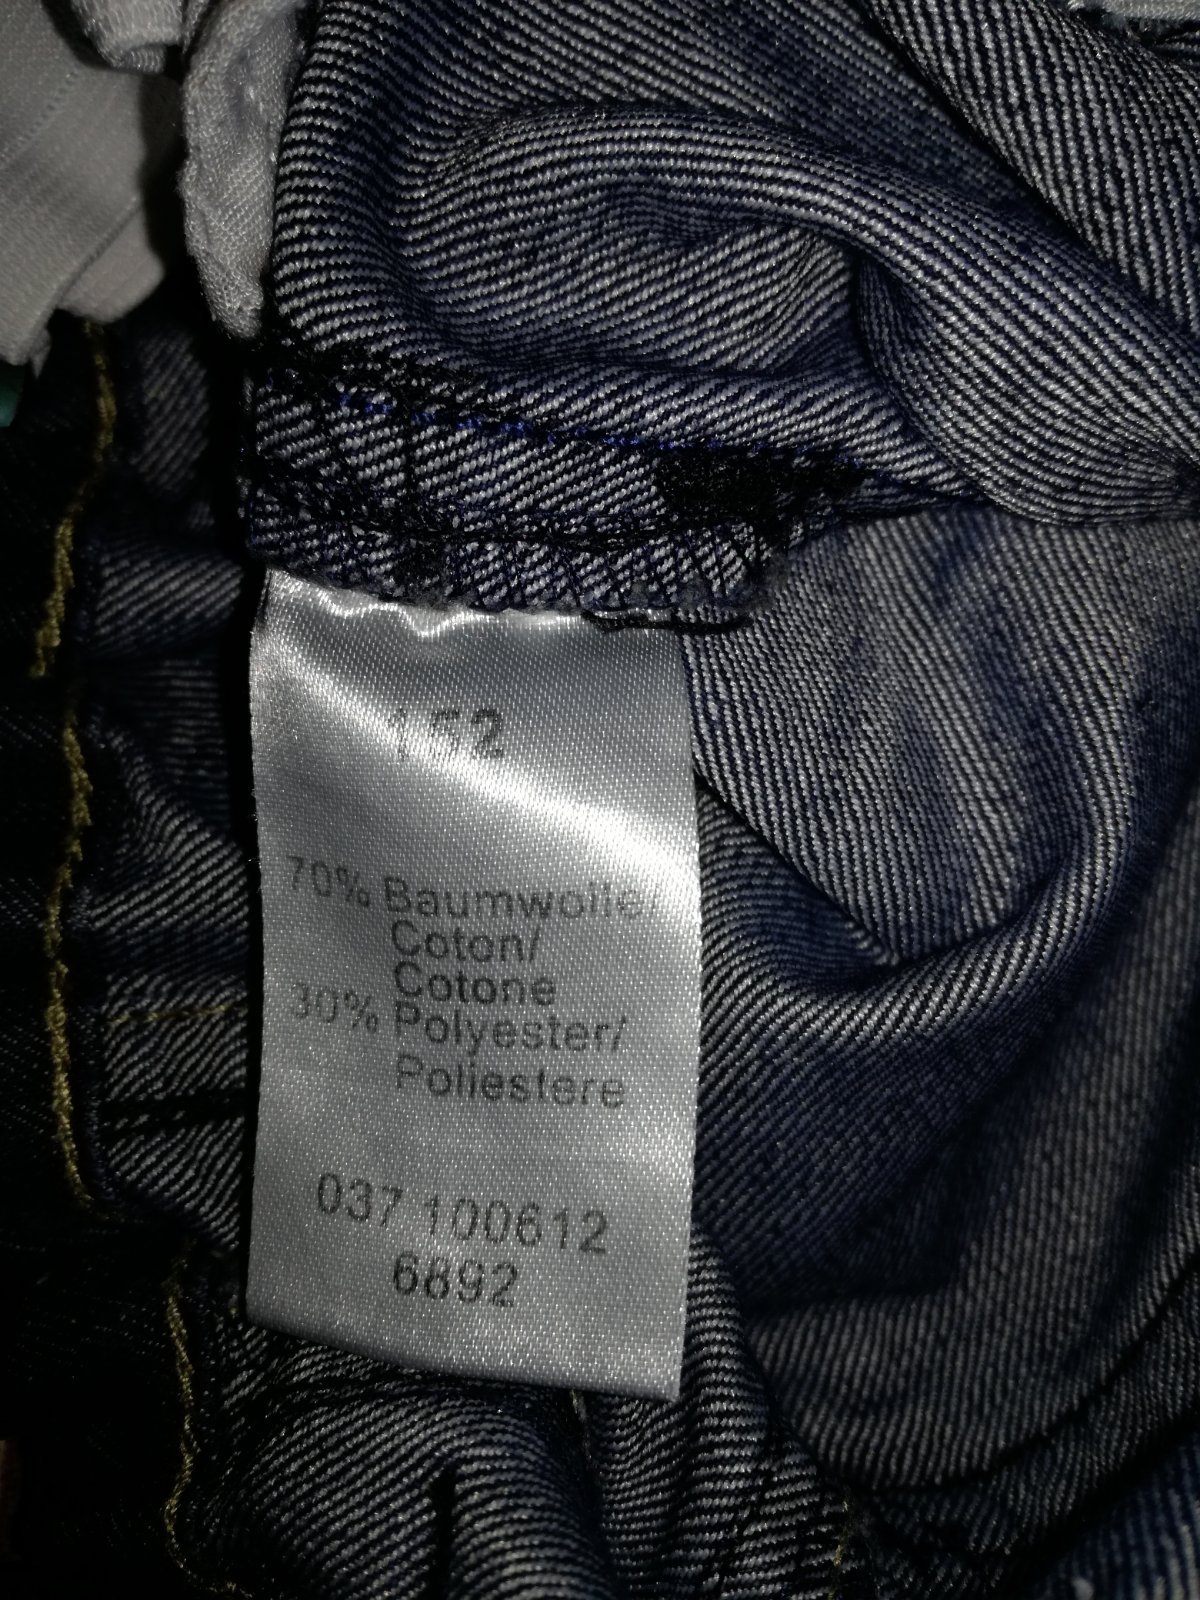 152
70% Baumwolle/
Coton/
Cotone
30% Polyester/
Poliestere
037 100612
6892